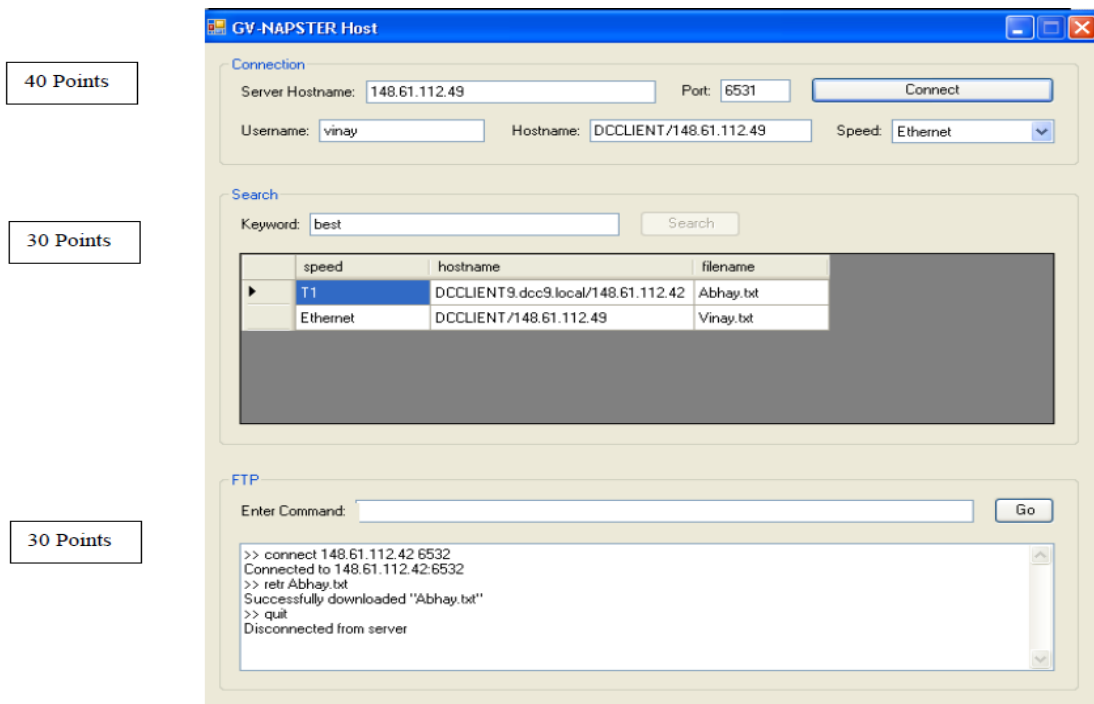 GV-NAPSTER Host
40 Points
Connection
Server Hostname: 148.61.112.49 Port: 6531 Connect
Username: vinay Hostname: DCCLIENT/148.61.112.49 Speed: Ethernet
30 Points
Search
Keyword: best Search
speed hostname filename
T1 DCCLIENT9.dcc9.local/148.61.112.42 Abhay.txt
Ethernet DCCLIENT/148.61.112.49 Vinay.txt
30 Points
FTP
Enter Command: Go
>> connect 148.61.112.42 6532
Connected to 148.61.112.42:6532
>> retr Abhay.txt
Successfully downloaded "Abhay.txt"
>> quit
Disconnected from server